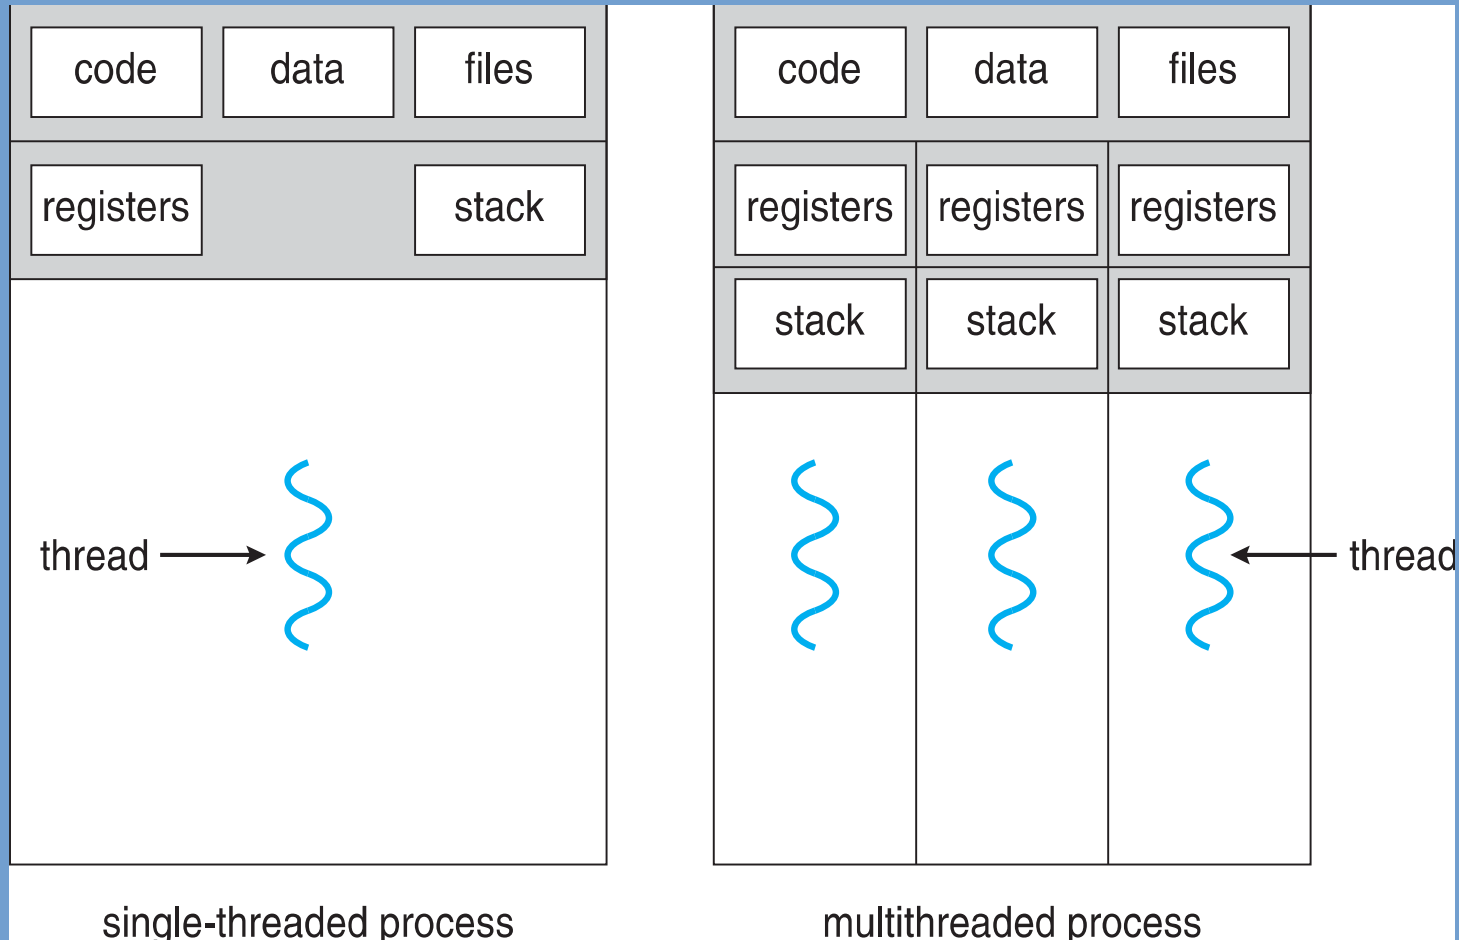 code data files
registers stack
thread
single-threaded process
code data files
registers registers registers
stack stack stack
thread
multithreaded process